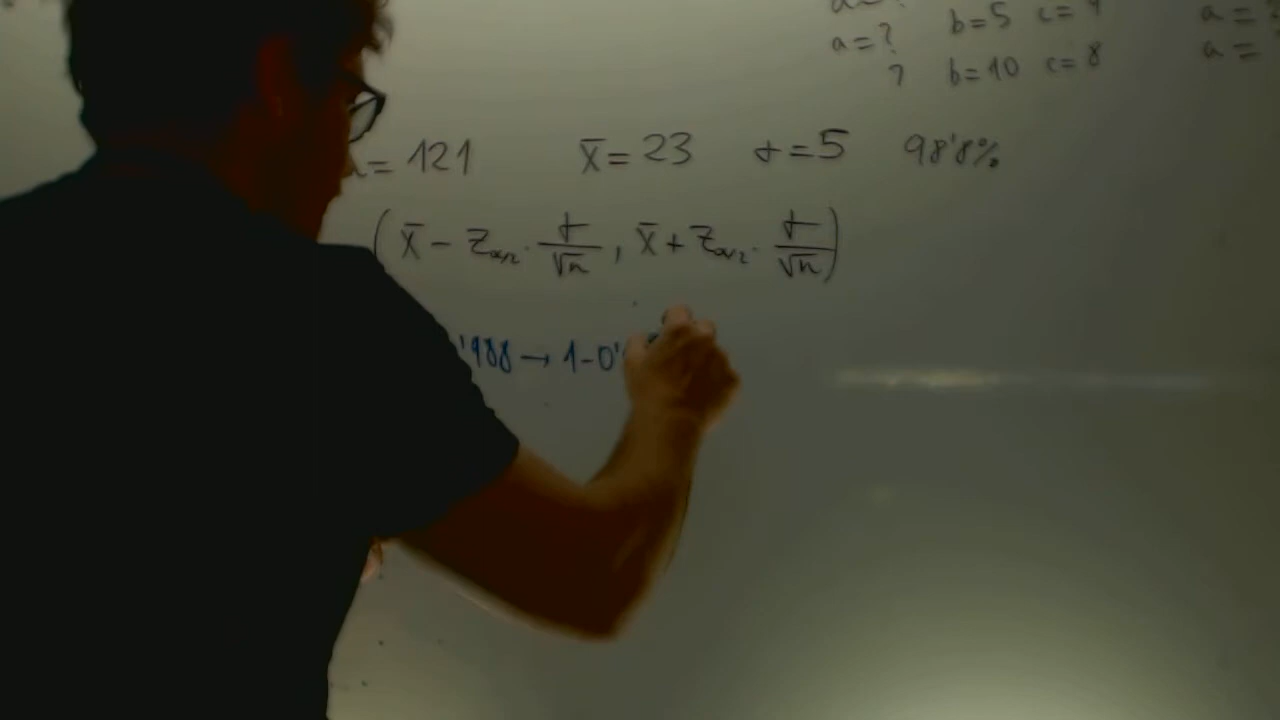 a=? b=5 c=4 a=
? b=10 c=8 a=
n=121 x̄=23 σ=5 98'8%
(x̄ - Zα/2 · σ/√n, x̄ + Zα/2 · σ/√n)
'988 → 1-0'